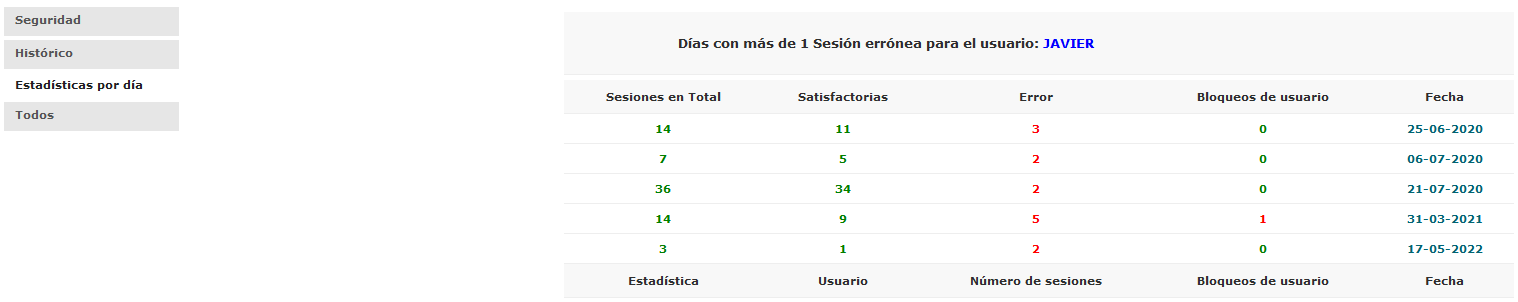 Seguridad
Histórico
Estadísticas por día
Todos
Días con más de 1 Sesión errónea para el usuario: JAVIER
Sesiones en Total Satisfactorias Error Bloqueos de usuario Fecha
14 11 3 0 25-06-2020
7 5 2 0 06-07-2020
36 34 2 0 21-07-2020
14 9 5 1 31-03-2021
3 1 2 0 17-05-2022
Estadística Usuario Número de sesiones Bloqueos de usuario Fecha